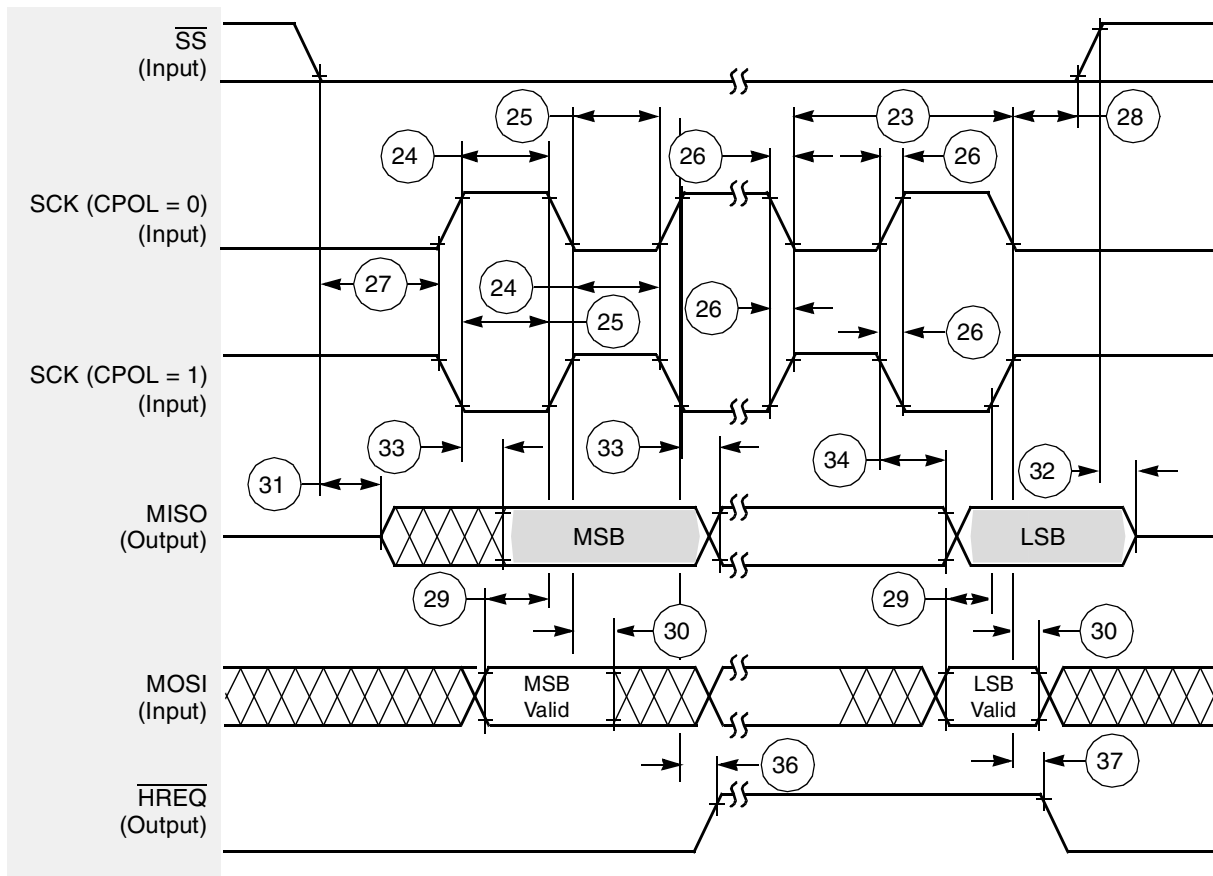 SS
(Input)
25
23
28
24
26
26
SCK (CPOL = 0)
(Input)
27
24
26
25
26
SCK (CPOL = 1)
(Input)
33
33
34
32
31
MISO
(Output)
MSB
LSB
29
29
30
30
MOSI
(Input)
MSB
Valid
LSB
Valid
36
37
HREQ
(Output)